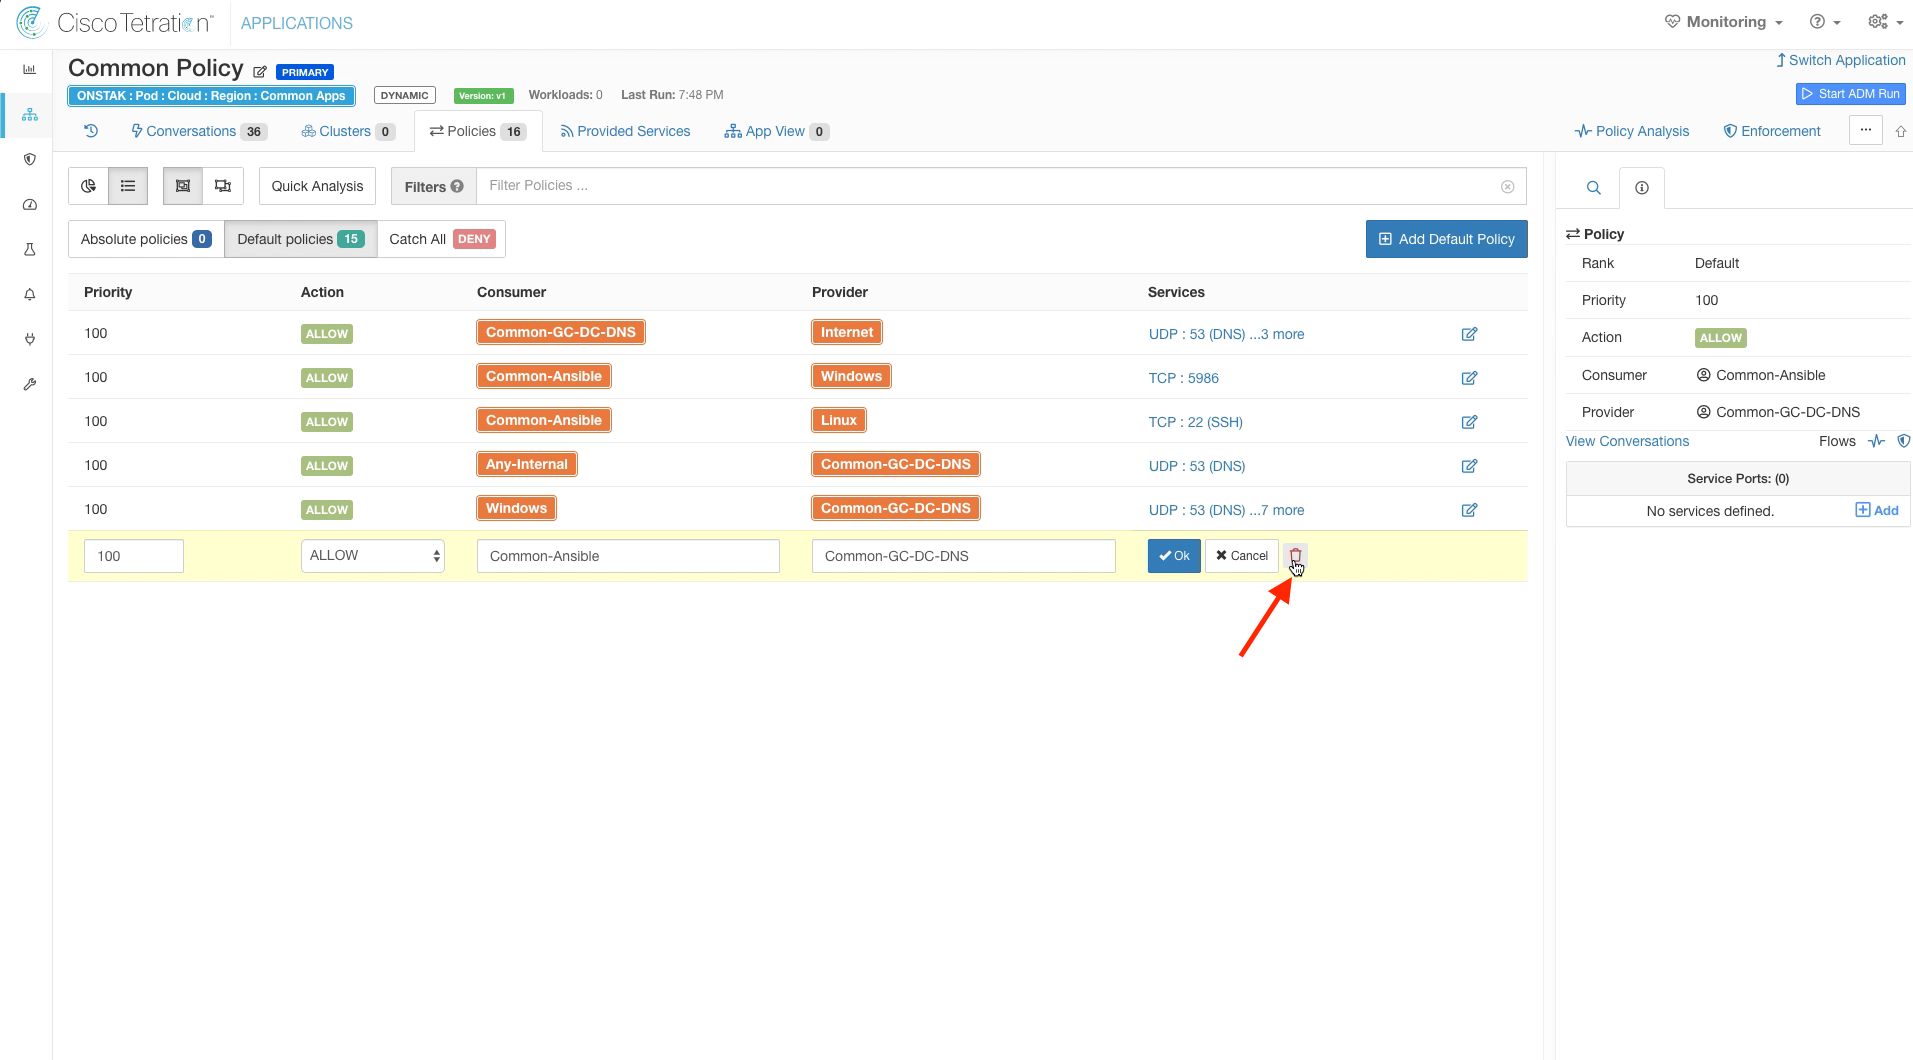 Cisco Tetration™ APPLICATIONS Monitoring
Common Policy PRIMARY Switch Application
ONSTAK : Pod : Cloud : Region : Common Apps DYNAMIC Version: v1 Workloads: 0 Last Run: 7:48 PM Start ADM Run
Conversations 36 Clusters 0 Policies 16 Provided Services App View 0 Policy Analysis Enforcement ...
Quick Analysis Filters Filter Policies ...
Absolute policies 0 Default policies 15 Catch All DENY Add Default Policy
Priority Action Consumer Provider Services
100 ALLOW Common-GC-DC-DNS Internet UDP : 53 (DNS) ...3 more
100 ALLOW Common-Ansible Windows TCP : 5986
100 ALLOW Common-Ansible Linux TCP : 22 (SSH)
100 ALLOW Any-Internal Common-GC-DC-DNS UDP : 53 (DNS)
100 ALLOW Windows Common-GC-DC-DNS UDP : 53 (DNS) ...7 more
100 ALLOW Common-Ansible Common-GC-DC-DNS Ok Cancel
Policy
Rank Default
Priority 100
Action ALLOW
Consumer Common-Ansible
Provider Common-GC-DC-DNS
View Conversations Flows
Service Ports: (0)
No services defined. Add